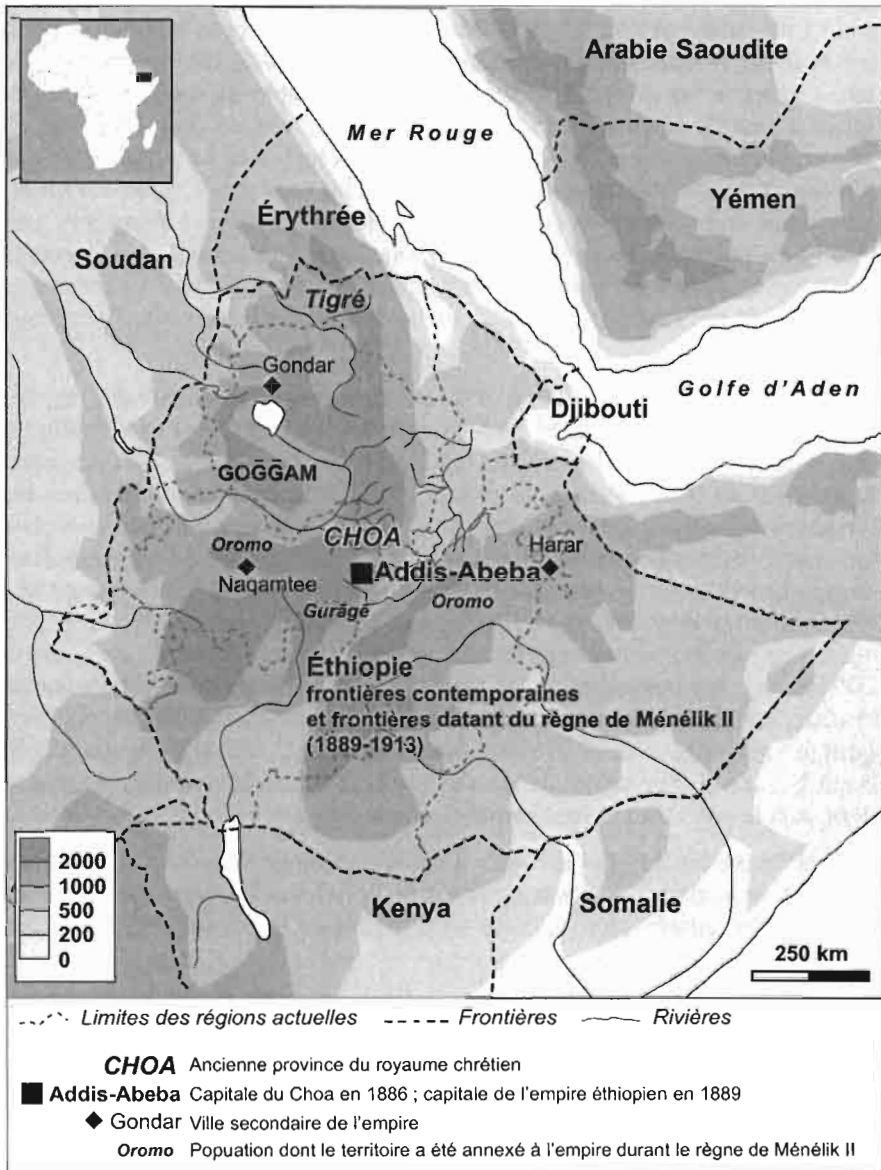 Arabie Saoudite
Mer Rouge
Yémen
Érythrée
Soudan
Tigré
Gondar
Golfe d'Aden
Djibouti
GOG̅G̅AM
CHOA
Oromo
Harar
Naqamtee
Addis-Abeba
Gurāgé
Oromo
Éthiopie
frontières contemporaines
et frontières datant du règne de Ménélik II
(1889-1913)
2000
1000
500
200
0
Kenya
Somalie
250 km
Limites des régions actuelles
Frontières
Rivières
CHOA Ancienne province du royaume chrétien
Addis-Abeba Capitale du Choa en 1886 ; capitale de l'empire éthiopien en 1889
Gondar Ville secondaire de l'empire
Oromo Popuation dont le territoire a été annexé à l'empire durant le règne de Ménélik II